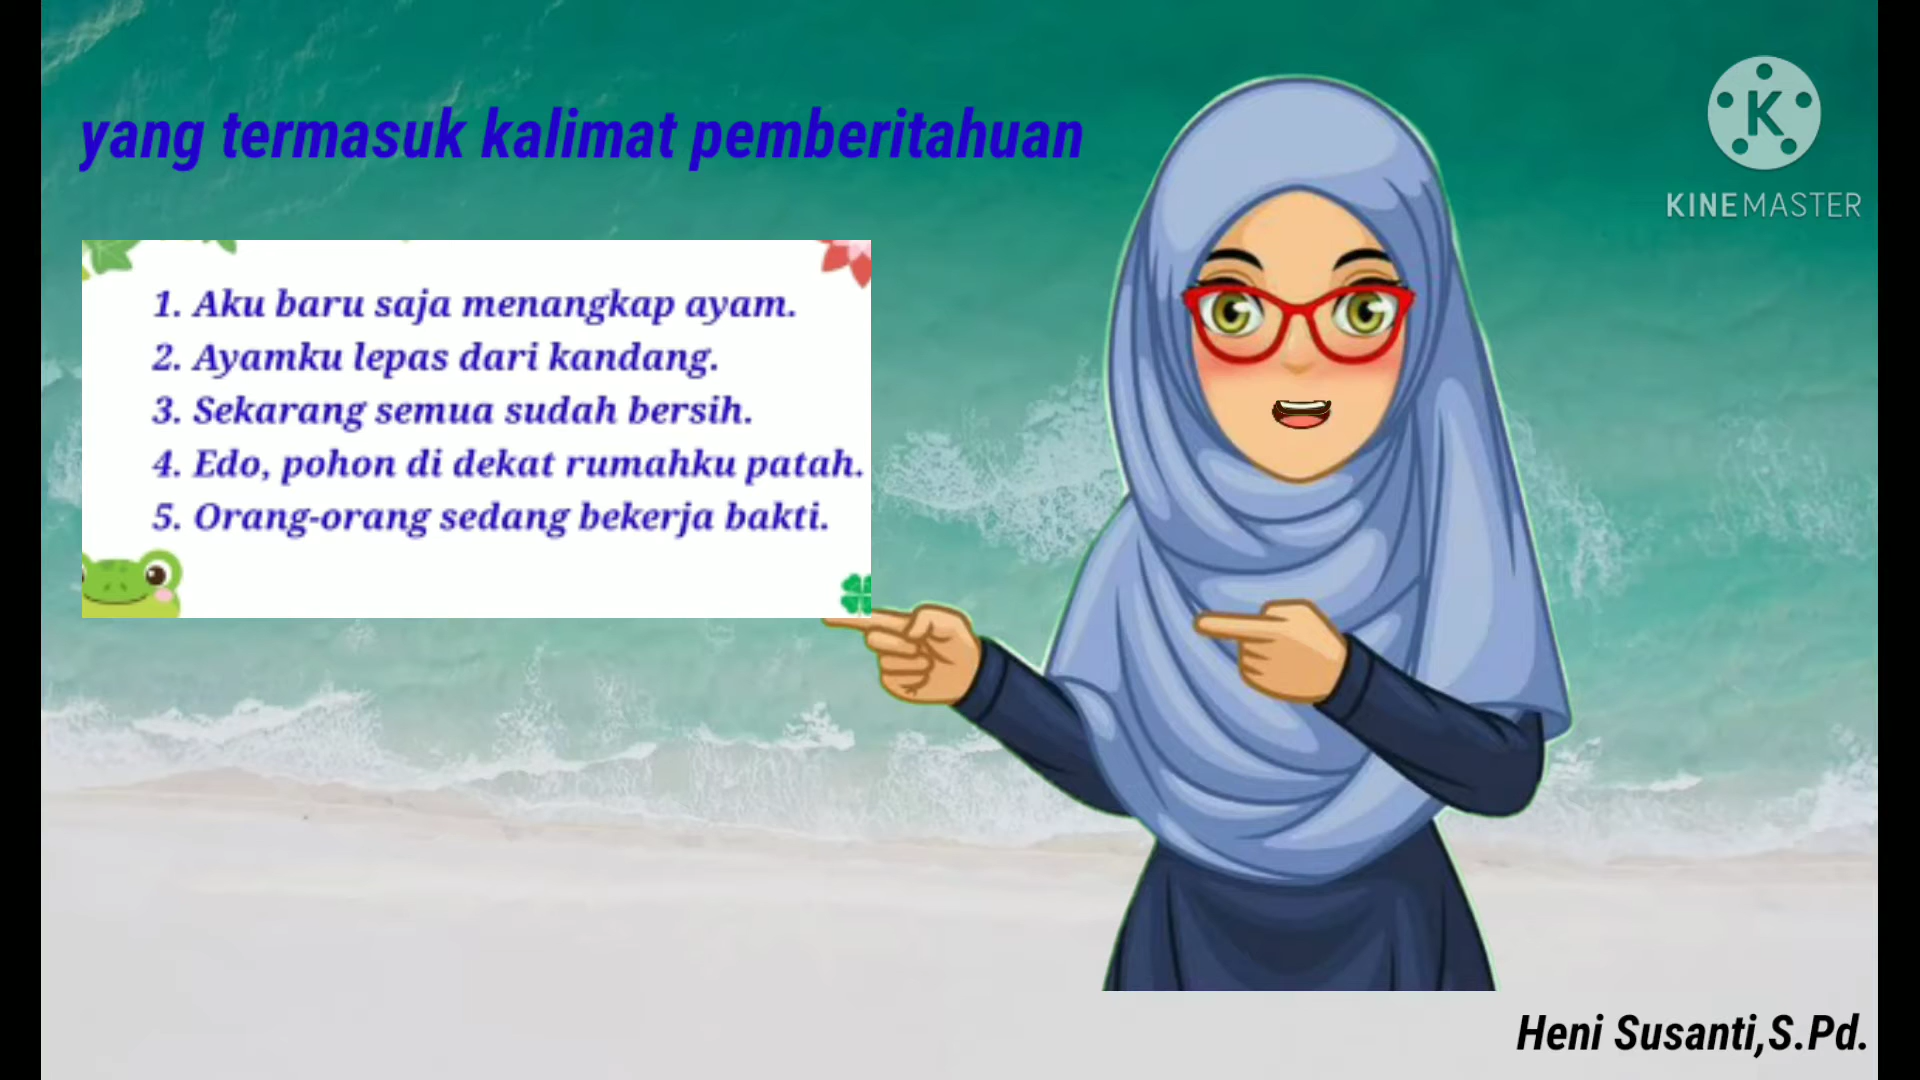 yang termasuk kalimat pemberitahuan
K
KINEMASTER
1. Aku baru saja menangkap ayam.
2. Ayamku lepas dari kandang.
3. Sekarang semua sudah bersih.
4. Edo, pohon di dekat rumahku patah.
5. Orang-orang sedang bekerja bakti.
Heni Susanti,S.Pd.